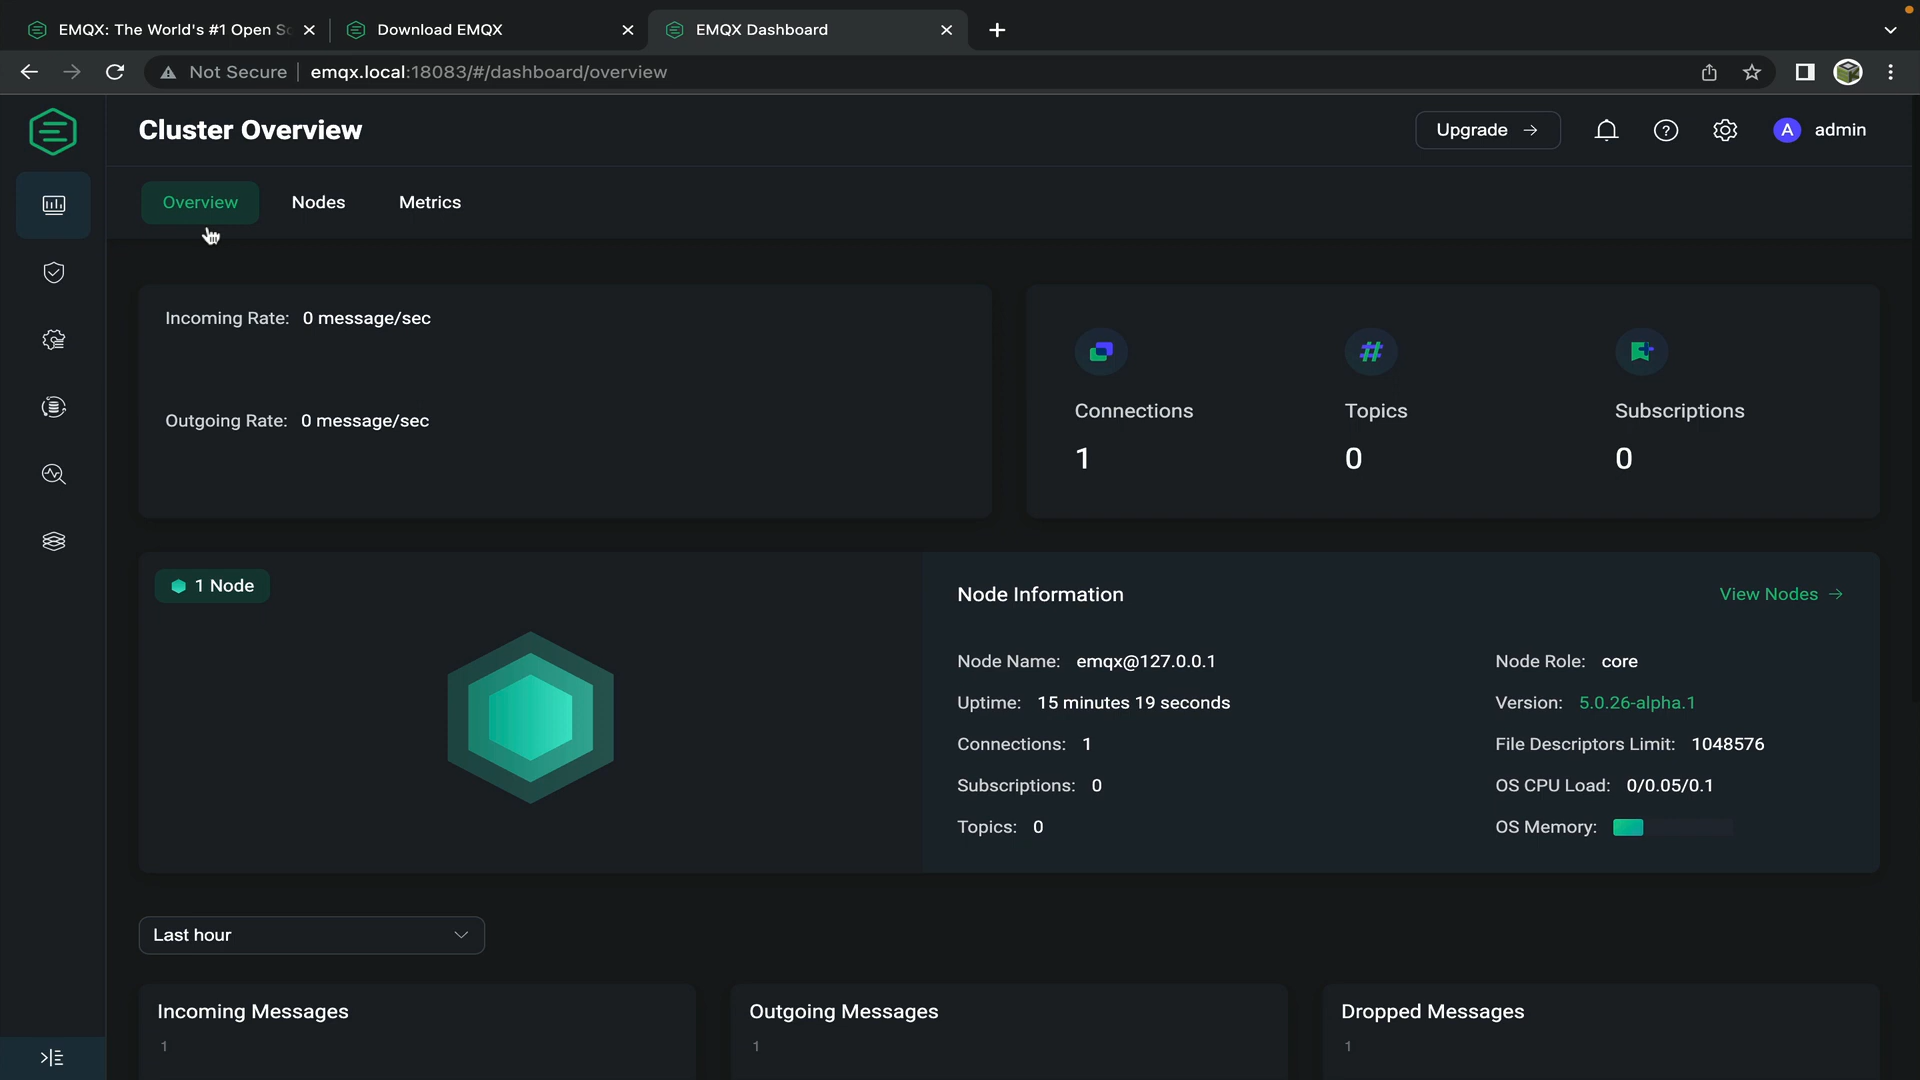 EMQX: The World's #1 Open
Download EMQX
EMQX Dashboard
Not Secure
emqx.local:18083/#/dashboard/overview
Cluster Overview
Upgrade →
A admin
Overview
Nodes
Metrics
Incoming Rate: 0 message/sec
Outgoing Rate: 0 message/sec
Connections
1
Topics
0
Subscriptions
0
1 Node
Node Information
View Nodes →
Node Name: emqx@127.0.0.1
Node Role: core
Uptime: 15 minutes 19 seconds
Version: 5.0.26-alpha.1
Connections: 1
File Descriptors Limit: 1048576
Subscriptions: 0
OS CPU Load: 0/0.05/0.1
Topics: 0
OS Memory:
Last hour
Incoming Messages
1
Outgoing Messages
1
Dropped Messages
1